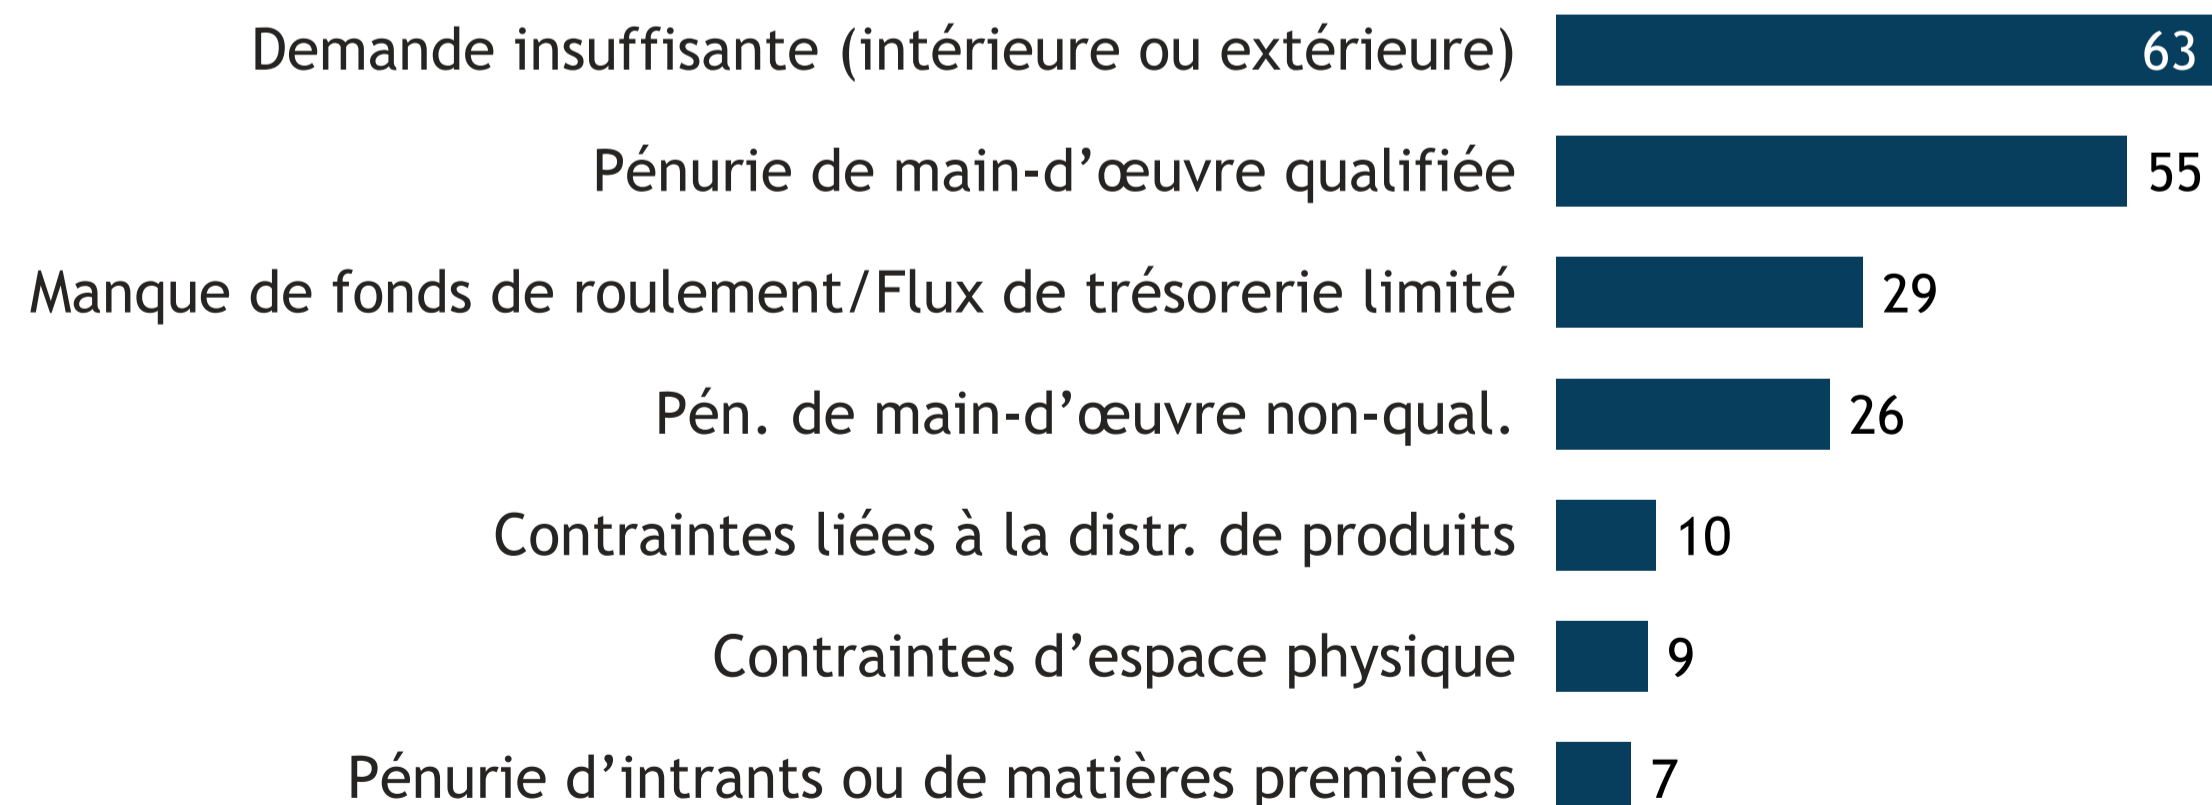 Demande insuffisante (intérieure ou extérieure) 63
Pénurie de main-d’œuvre qualifiée 55
Manque de fonds de roulement/Flux de trésorerie limité 29
Pén. de main-d’œuvre non-qual. 26
Contraintes liées à la distr. de produits 10
Contraintes d’espace physique 9
Pénurie d’intrants ou de matières premières 7